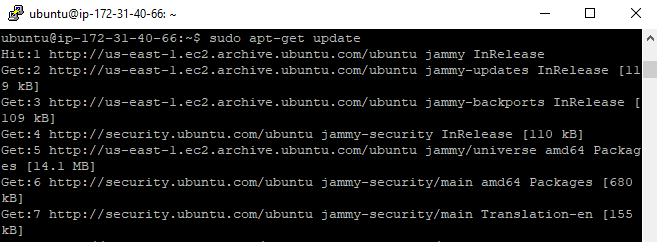 ubuntu@ip-172-31-40-66: ~
ubuntu@ip-172-31-40-66:~$ sudo apt-get update
Hit:1 http://us-east-1.ec2.archive.ubuntu.com/ubuntu jammy InRelease
Get:2 http://us-east-1.ec2.archive.ubuntu.com/ubuntu jammy-updates InRelease [11
9 kB]
Get:3 http://us-east-1.ec2.archive.ubuntu.com/ubuntu jammy-backports InRelease [
109 kB]
Get:4 http://security.ubuntu.com/ubuntu jammy-security InRelease [110 kB]
Get:5 http://us-east-1.ec2.archive.ubuntu.com/ubuntu jammy/universe amd64 Packag
es [14.1 MB]
Get:6 http://security.ubuntu.com/ubuntu jammy-security/main amd64 Packages [680
kB]
Get:7 http://security.ubuntu.com/ubuntu jammy-security/main Translation-en [155
kB]